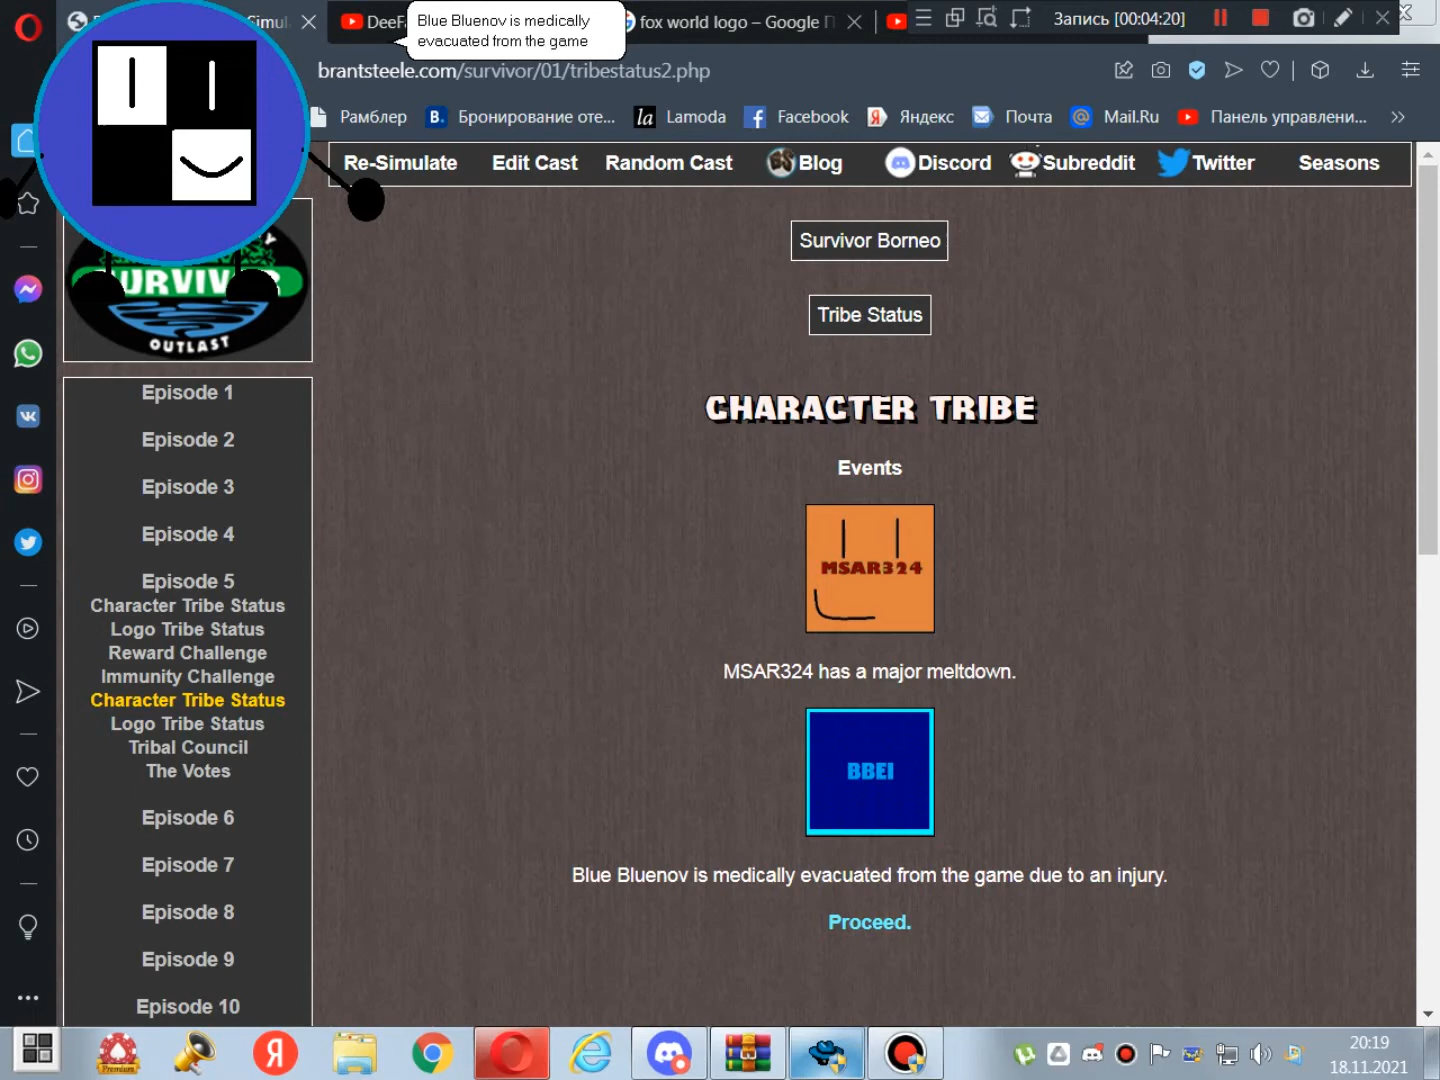 Simul
DeeF
Blue Bluenov is medically
evacuated from the game
fox world logo – Google П
Запись [00:04:20]
brantsteele.com/survivor/01/tribestatus2.php
Рамблер
B. Бронирование оте...
la Lamoda
Facebook
Яндекс
Почта
Mail.Ru
Панель управлени...
Re-Simulate
Edit Cast
Random Cast
Blog
Discord
Subreddit
Twitter
Seasons
SURVIVOR
OUTLAST
Survivor Borneo
Tribe Status
CHARACTER TRIBE
Events
MSAR324
MSAR324 has a major meltdown.
BBEI
Blue Bluenov is medically evacuated from the game due to an injury.
Proceed.
Episode 1
Episode 2
Episode 3
Episode 4
Episode 5
Character Tribe Status
Logo Tribe Status
Reward Challenge
Immunity Challenge
Character Tribe Status
Logo Tribe Status
Tribal Council
The Votes
Episode 6
Episode 7
Episode 8
Episode 9
Episode 10
Premium
20:19
18.11.2021